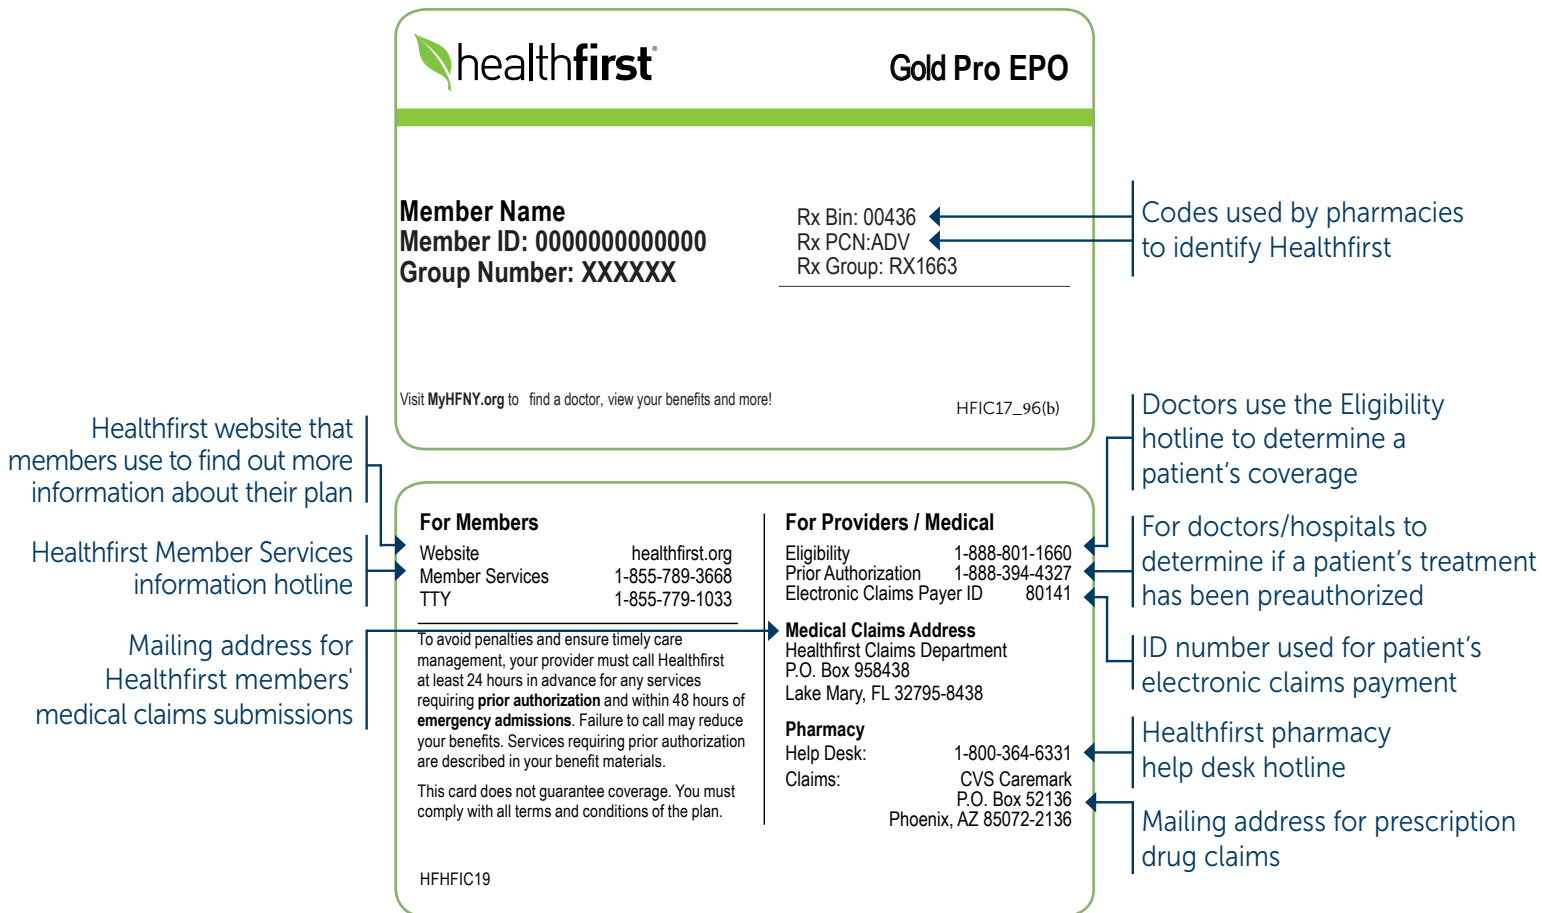 healthfirst®
Gold Pro EPO
Member Name
Member ID: 0000000000000
Group Number: XXXXXX
Rx Bin: 00436
Rx PCN:ADV
Rx Group: RX1663
Codes used by pharmacies
to identify Healthfirst
Visit MyHFNY.org to find a doctor, view your benefits and more!
HFIC17_96(b)
Healthfirst website that
members use to find out more
information about their plan
Healthfirst Member Services
information hotline
Mailing address for
Healthfirst members'
medical claims submissions
For Members
Website healthfirst.org
Member Services 1-855-789-3668
TTY 1-855-779-1033
To avoid penalties and ensure timely care
management, your provider must call Healthfirst
at least 24 hours in advance for any services
requiring prior authorization and within 48 hours of
emergency admissions. Failure to call may reduce
your benefits. Services requiring prior authorization
are described in your benefit materials.
This card does not guarantee coverage. You must
comply with all terms and conditions of the plan.
HFHFIC19
For Providers / Medical
Eligibility 1-888-801-1660
Prior Authorization 1-888-394-4327
Electronic Claims Payer ID 80141
Medical Claims Address
Healthfirst Claims Department
P.O. Box 958438
Lake Mary, FL 32795-8438
Pharmacy
Help Desk: 1-800-364-6331
Claims: CVS Caremark
P.O. Box 52136
Phoenix, AZ 85072-2136
Doctors use the Eligibility
hotline to determine a
patient's coverage
For doctors/hospitals to
determine if a patient's treatment
has been preauthorized
ID number used for patient's
electronic claims payment
Healthfirst pharmacy
help desk hotline
Mailing address for prescription
drug claims